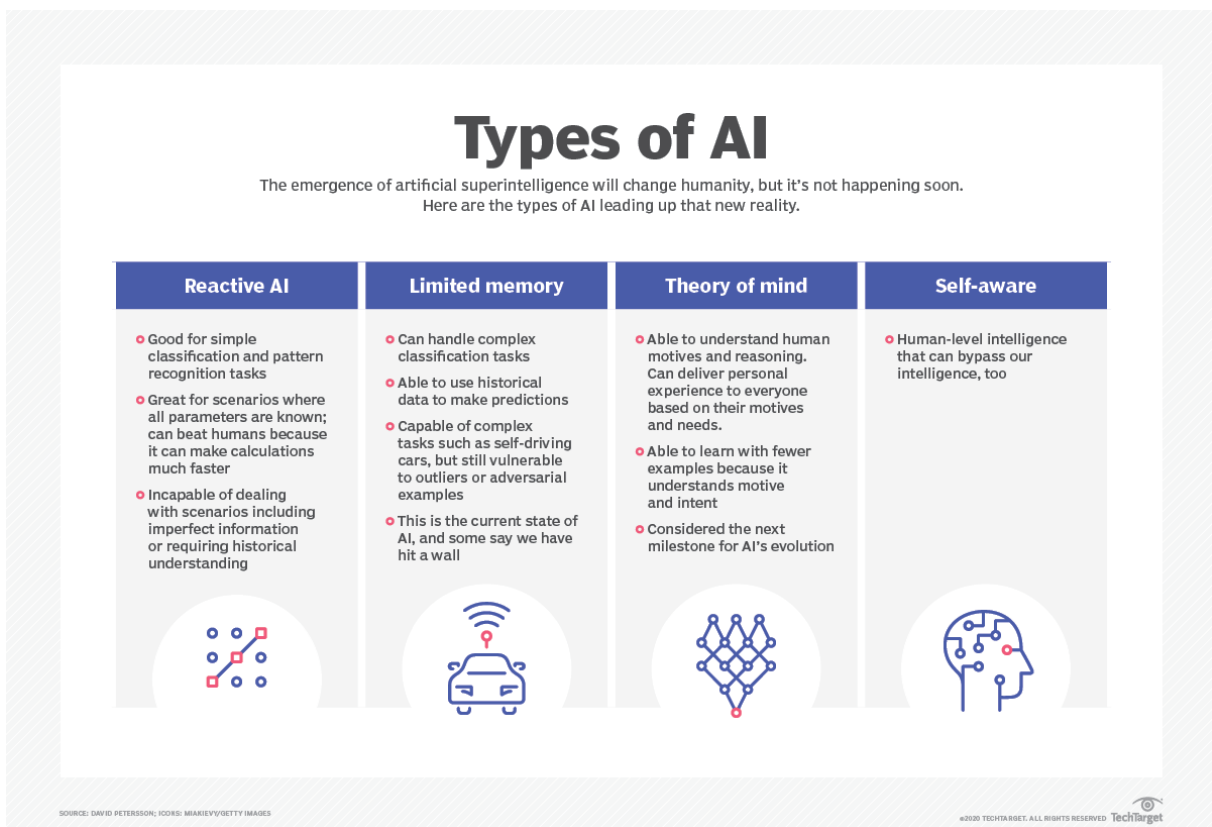 Types of AI
The emergence of artificial superintelligence will change humanity, but it's not happening soon.
Here are the types of AI leading up that new reality.
Reactive AI
Good for simple
classification and pattern
recognition tasks
Great for scenarios where
all parameters are known;
can beat humans because
it can make calculations
much faster
Incapable of dealing
with scenarios including
imperfect information
or requiring historical
understanding
Limited memory
Can handle complex
classification tasks
Able to use historical
data to make predictions
Capable of complex
tasks such as self-driving
cars, but still vulnerable
to outliers or adversarial
examples
This is the current state of
AI, and some say we have
hit a wall
Theory of mind
Able to understand human
motives and reasoning.
Can deliver personal
experience to everyone
based on their motives
and needs.
Able to learn with fewer
examples because it
understands motive
and intent
Considered the next
milestone for AI's evolution
Self-aware
Human-level intelligence
that can bypass our
intelligence, too
SOURCE: DAVID PETERSSON; ICONS: MIAKIEVY/GETTY IMAGES
©2020 TECHTARGET. ALL RIGHTS RESERVED TechTarget